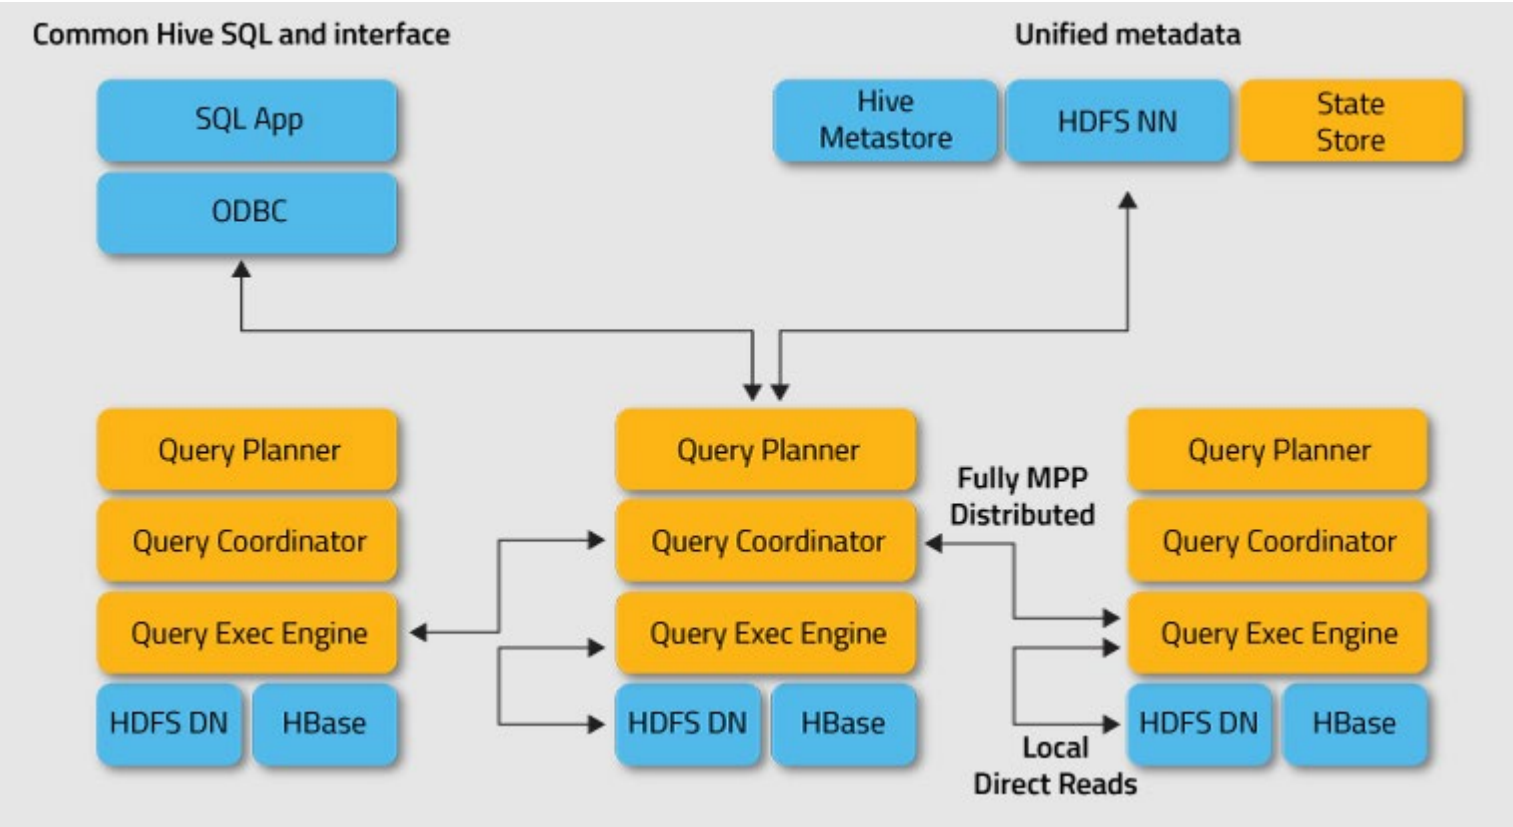 Common Hive SQL and interface
Unified metadata
SQL App
ODBC
Hive
Metastore
HDFS NN
State
Store
Query Planner
Query Coordinator
Query Exec Engine
HDFS DN
HBase
Query Planner
Query Coordinator
Query Exec Engine
HDFS DN
HBase
Fully MPP
Distributed
Local
Direct Reads
Query Planner
Query Coordinator
Query Exec Engine
HDFS DN
HBase